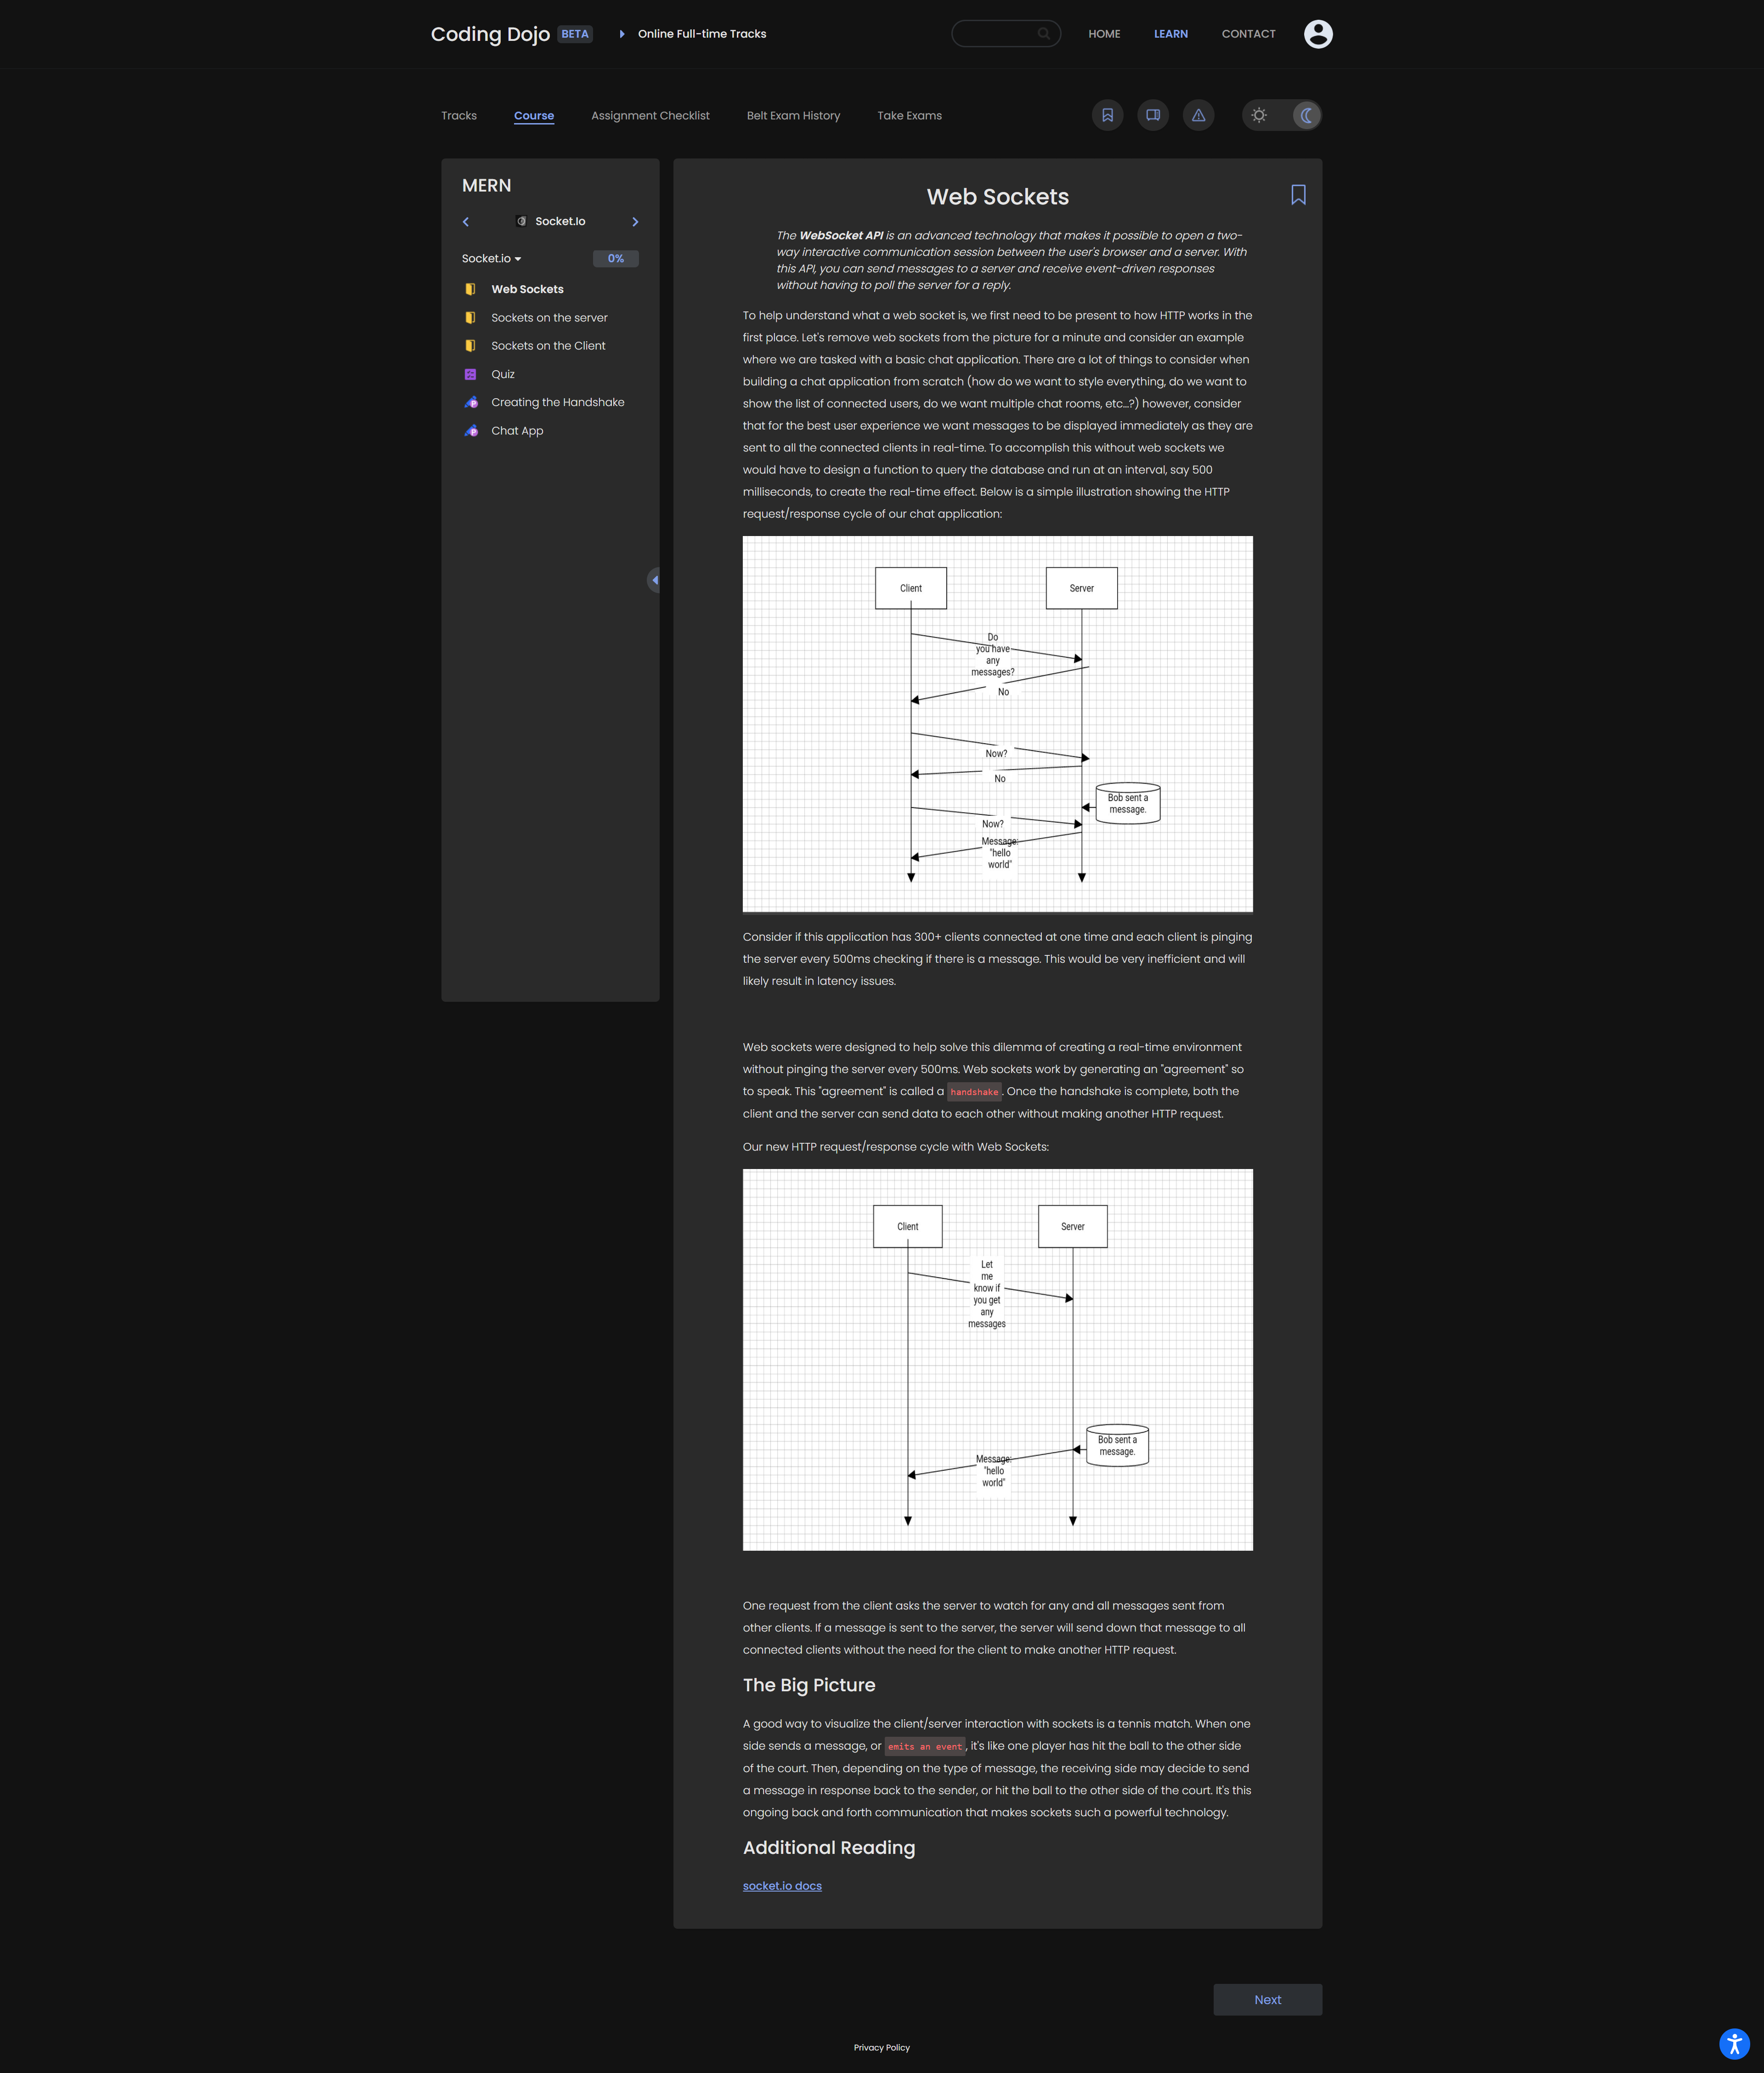 Coding Dojo BETA Online Full-time Tracks HOME LEARN CONTACT
Tracks Course Assignment Checklist Belt Exam History Take Exams
MERN
Socket.Io
Socket.io 0%
Web Sockets
Sockets on the server
Sockets on the Client
Quiz
Creating the Handshake
Chat App
Web Sockets
The WebSocket API is an advanced technology that makes it possible to open a two-
way interactive communication session between the user's browser and a server. With
this API, you can send messages to a server and receive event-driven responses
without having to poll the server for a reply.
To help understand what a web socket is, we first need to be present to how HTTP works in the
first place. Let's remove web sockets from the picture for a minute and consider an example
where we are tasked with a basic chat application. There are a lot of things to consider when
building a chat application from scratch (how do we want to style everything, do we want to
show the list of connected users, do we want multiple chat rooms, etc...?) however, consider
that for the best user experience we want messages to be displayed immediately as they are
sent to all the connected clients in real-time. To accomplish this without web sockets we
would have to design a function to query the database and run at an interval, say 500
milliseconds, to create the real-time effect. Below is a simple illustration showing the HTTP
request/response cycle of our chat application:
Client Server
Do
you have
any
messages?
No
Now?
No
Bob sent a
message.
Now?
Message:
"hello
world"
Consider if this application has 300+ clients connected at one time and each client is pinging
the server every 500ms checking if there is a message. This would be very inefficient and will
likely result in latency issues.
Web sockets were designed to help solve this dilemma of creating a real-time environment
without pinging the server every 500ms. Web sockets work by generating an "agreement" so
to speak. This "agreement" is called a handshake. Once the handshake is complete, both the
client and the server can send data to each other without making another HTTP request.
Our new HTTP request/response cycle with Web Sockets:
Client Server
Let
me
know if
you get
any
messages
Bob sent a
message.
Message:
"hello
world"
One request from the client asks the server to watch for any and all messages sent from
other clients. If a message is sent to the server, the server will send down that message to all
connected clients without the need for the client to make another HTTP request.
The Big Picture
A good way to visualize the client/server interaction with sockets is a tennis match. When one
side sends a message, or emits an event, it's like one player has hit the ball to the other side
of the court. Then, depending on the type of message, the receiving side may decide to send
a message in response back to the sender, or hit the ball to the other side of the court. It's this
ongoing back and forth communication that makes sockets such a powerful technology.
Additional Reading
socket.io docs
Next
Privacy Policy